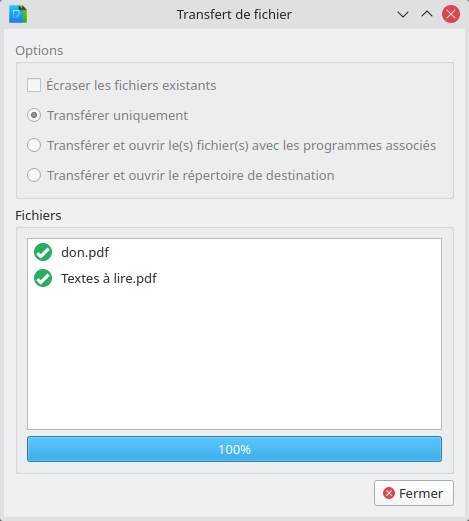 Transfert de fichier
Options
Écraser les fichiers existants
Transférer uniquement
Transférer et ouvrir le(s) fichier(s) avec les programmes associés
Transférer et ouvrir le répertoire de destination
Fichiers
don.pdf
Textes à lire.pdf
100%
Fermer